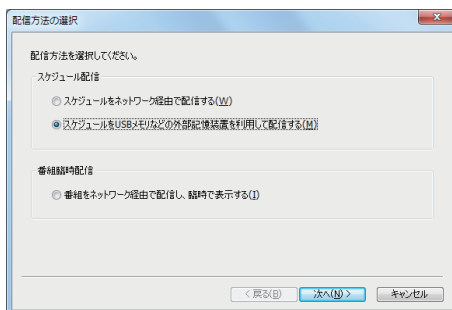 配信方法の選択
配信方法を選択してください。
スケジュール配信
スケジュールをネットワーク経由で配信する(W)
スケジュールをUSBメモリなどの外部記憶装置を利用して配信する(M)
番組臨時配信
番組をネットワーク経由で配信し、臨時で表示する(I)
< 戻る(B) 次へ(N) > キャンセル